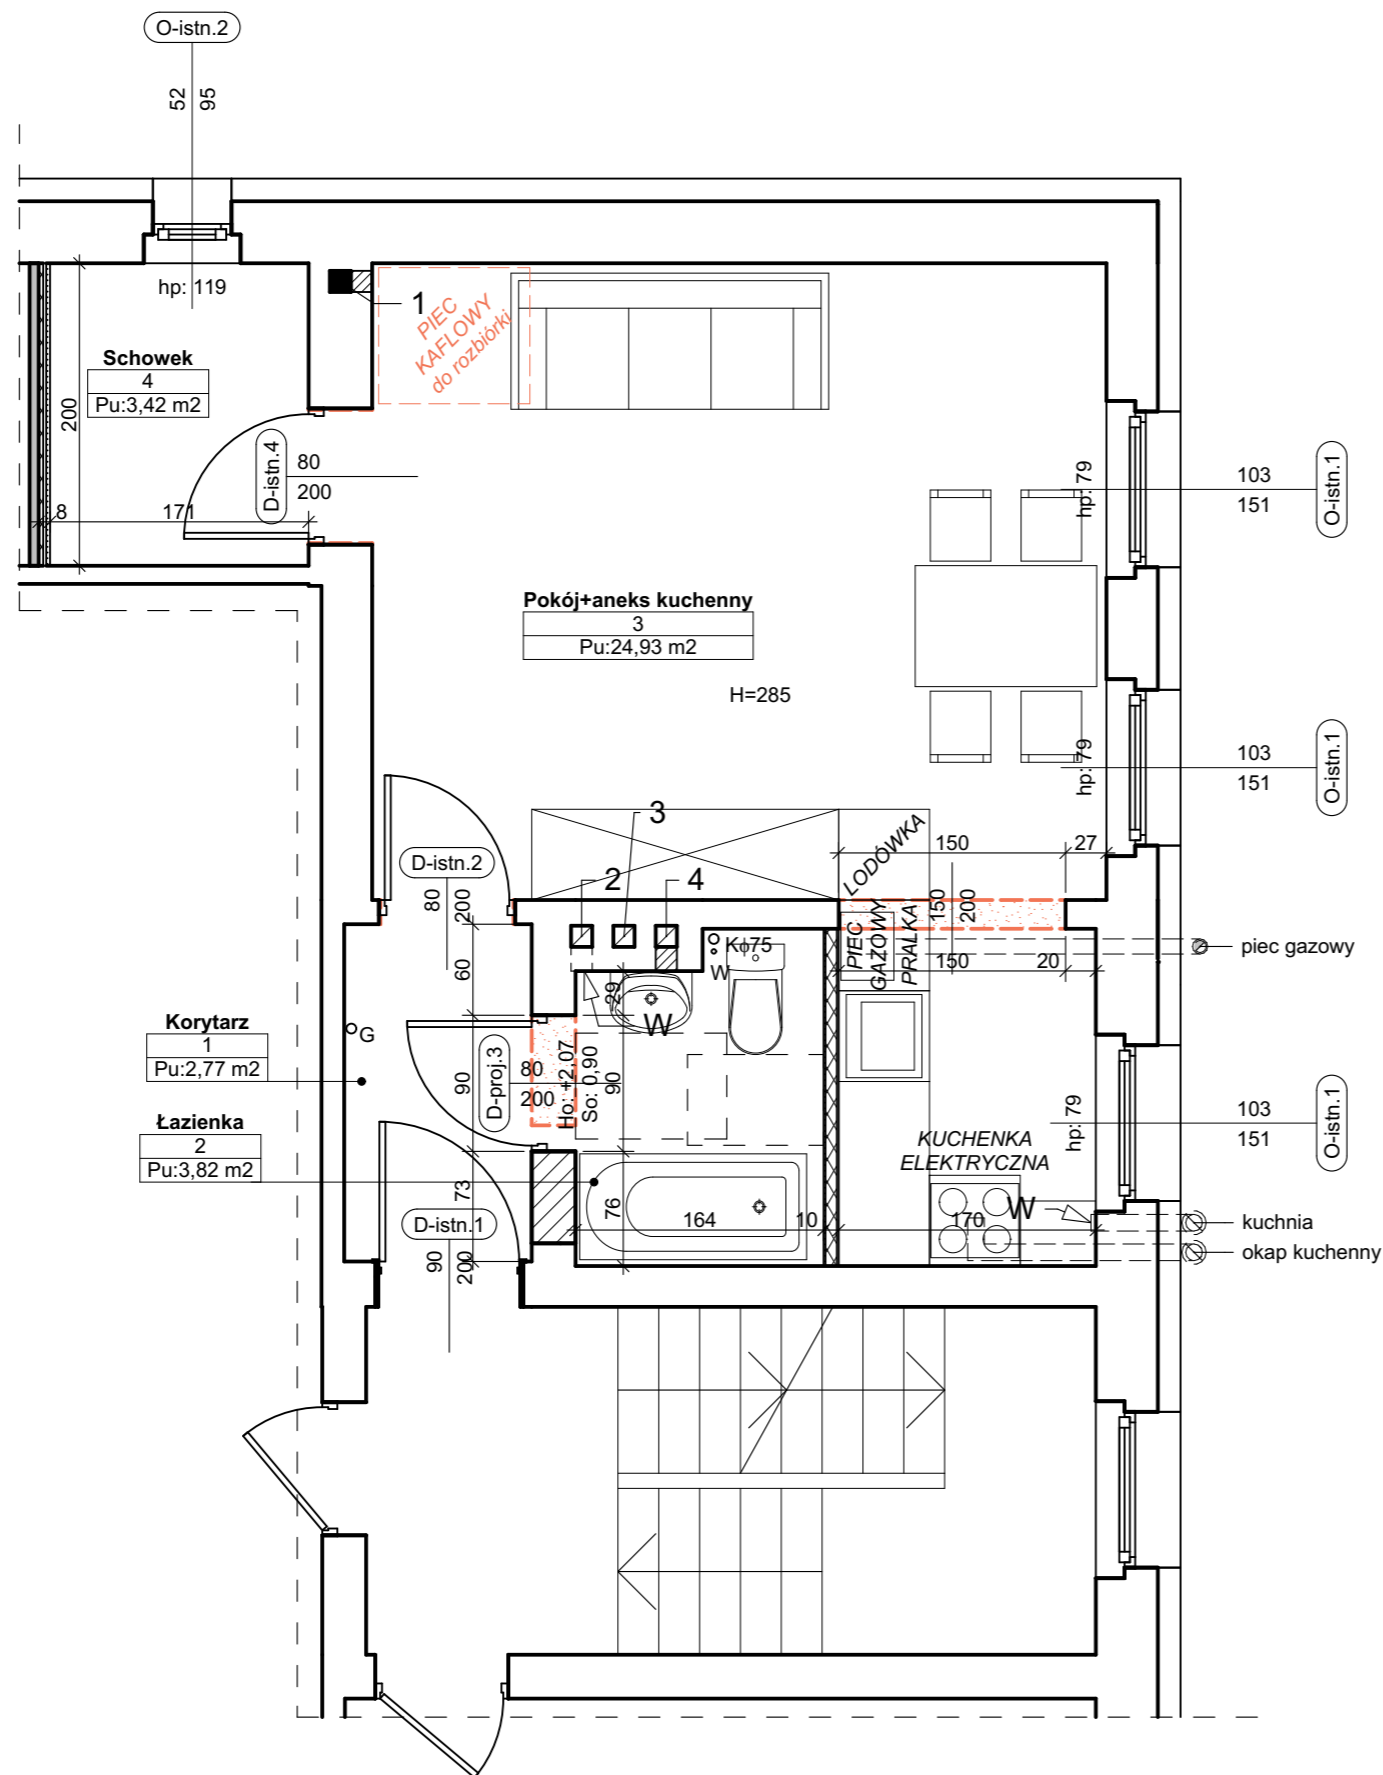 O-istn.2
52
95
hp: 119
1
PIEC
KAFLOWY
do rozbiórki
Schowek
4
Pu:3,42 m2
200
D-istn.4
80
200
8
171
hp: 79
103
151
O-istn.1
Pokój+aneks kuchenny
3
Pu:24,93 m2
H=285
hp: 79
103
151
O-istn.1
3
2
4
LODÓWKA
150
27
D-istn.2
80
200
150
200
PIEC
GAZOWY
PRALKA
Kϕ75
W
150
20
piec gazowy
60
29
W
G
Korytarz
1
Pu:2,77 m2
D-proj.3
80
200
90
Ho: +2,07
So: 0,90
90
hp: 79
103
151
O-istn.1
Łazienka
2
Pu:3,82 m2
KUCHENKA
ELEKTRYCZNA
73
76
D-istn.1
90
200
164
10
170
W
kuchnia
okap kuchenny